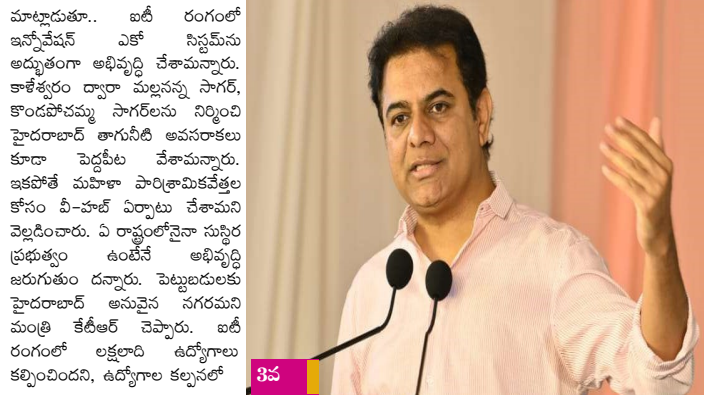 మాట్లాడుతూ.. ఐటీ రంగంలో
ఇన్నోవేషన్ ఎకో సిస్టమ్‌ను
అద్భుతంగా అభివృద్ధి చేశామన్నారు.
కాళేశ్వరం ద్వారా మల్లనన్న సాగర్,
కొండపోచమ్మ సాగర్‌లను నిర్మించి
హైదరాబాద్ తాగునీటి అవసరాకలు
కూడా పెద్దపీట వేశామన్నారు.
ఇకపోతే మహిళా పారిశ్రామికవేత్తల
కోసం వీ-హబ్ ఏర్పాటు చేశామని
వెల్లడించారు. ఏ రాష్ట్రంలోనైనా సుస్థిర
ప్రభుత్వం ఉంటేనే అభివృద్ధి
జరుగుతుం దన్నారు. పెట్టుబడులకు
హైదరాబాద్ అనువైన నగరమని
మంత్రి కేటీఆర్ చెప్పారు. ఐటీ
రంగంలో లక్షలాది ఉద్యోగాలు
కల్పించిందని, ఉద్యోగాల కల్పనలో
3వ